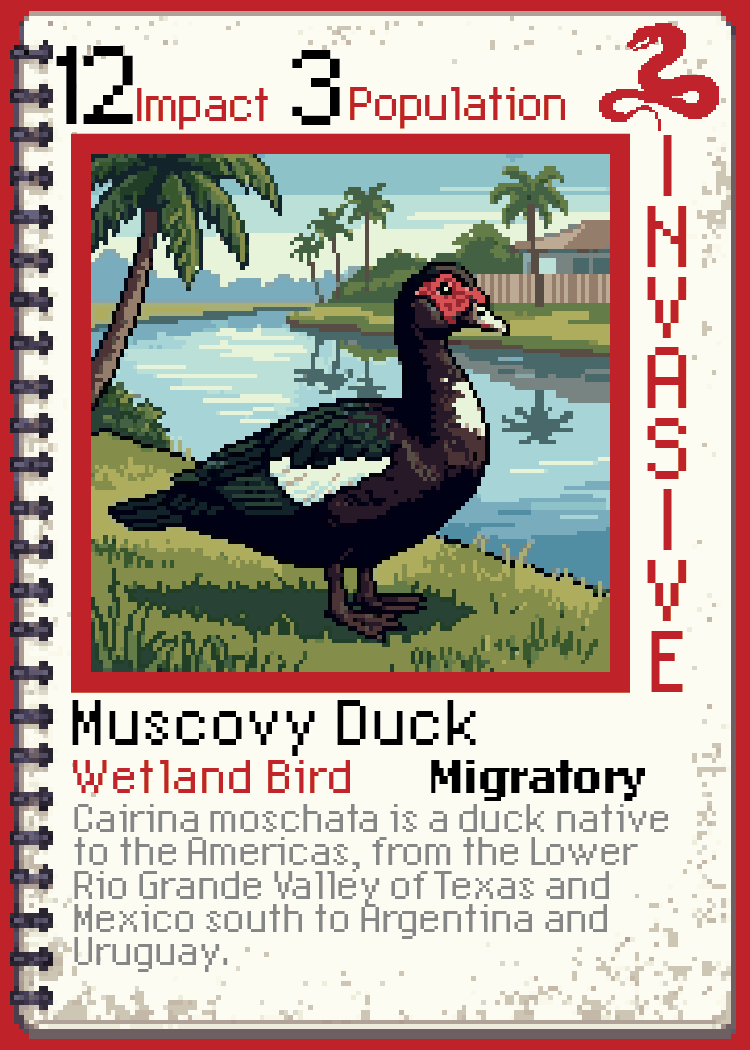 12 Impact 3 Population
INVASIVE
Muscovy Duck
Wetland Bird Migratory
Cairina moschata is a duck native
to the Americas, from the Lower
Rio Grande Valley of Texas and
Mexico south to Argentina and
Uruguay.